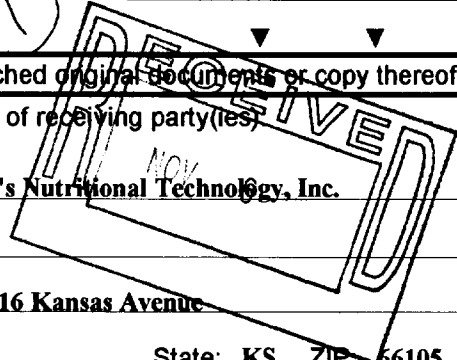 ched original documents or copy thereof
of receiving party(ies)
RECEIVED
NOV 6
's Nutritional Technology, Inc.
16 Kansas Avenue
State: KS ZIP 66105